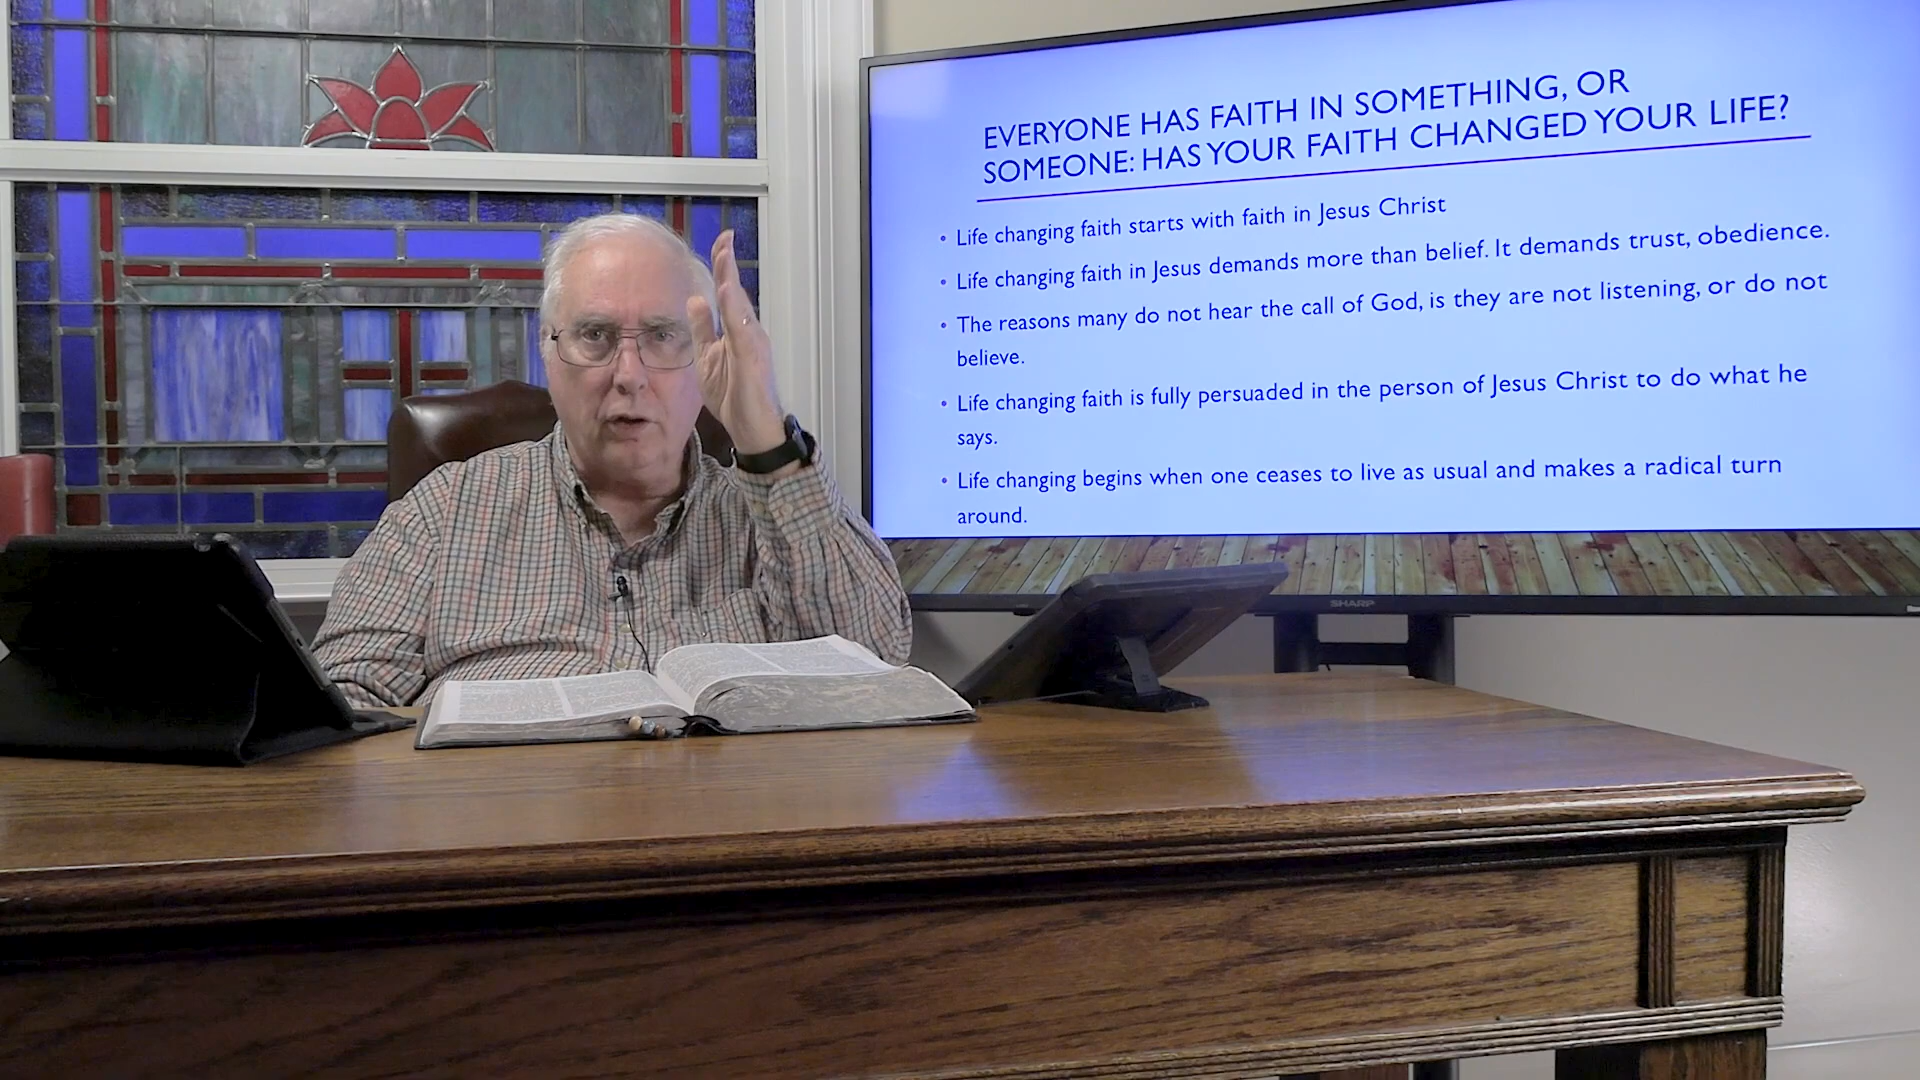 EVERYONE HAS FAITH IN SOMETHING, OR
SOMEONE: HAS YOUR FAITH CHANGED YOUR LIFE?
• Life changing faith starts with faith in Jesus Christ
• Life changing faith in Jesus demands more than belief. It demands trust, obedience.
• The reasons many do not hear the call of God, is they are not listening, or do not
believe.
• Life changing faith is fully persuaded in the person of Jesus Christ to do what he
says.
• Life changing begins when one ceases to live as usual and makes a radical turn
around.
SHARP